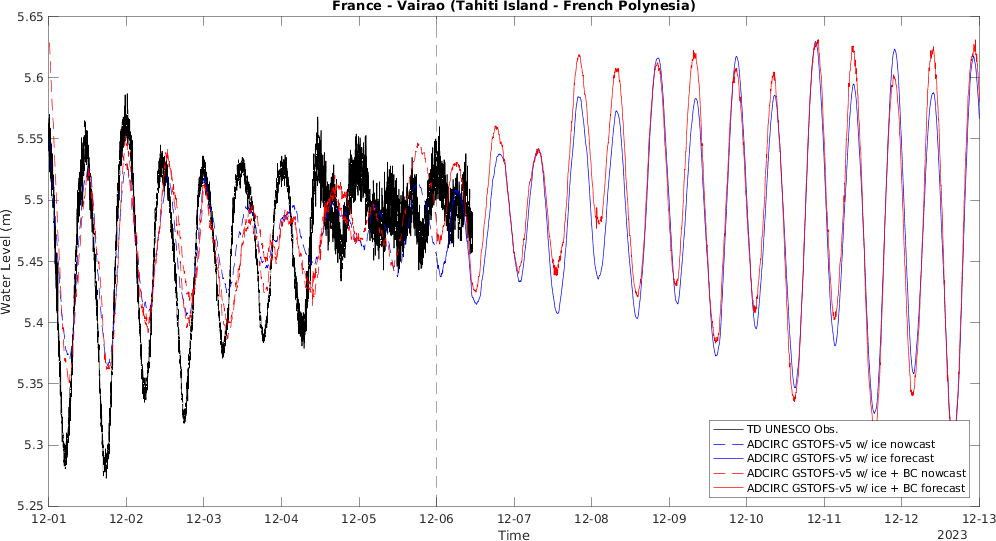 France - Vairao (Tahiti Island - French Polynesia)
5.65
5.6
5.55
5.5
5.45
5.4
5.35
5.3
5.25
Water Level (m)
TD UNESCO Obs.
ADCIRC GSTOFS-v5 w/ ice nowcast
ADCIRC GSTOFS-v5 w/ ice forecast
ADCIRC GSTOFS-v5 w/ ice + BC nowcast
ADCIRC GSTOFS-v5 w/ ice + BC forecast
12-01 12-02 12-03 12-04 12-05 12-06 12-07 12-08 12-09 12-10 12-11 12-12 12-13
Time
2023